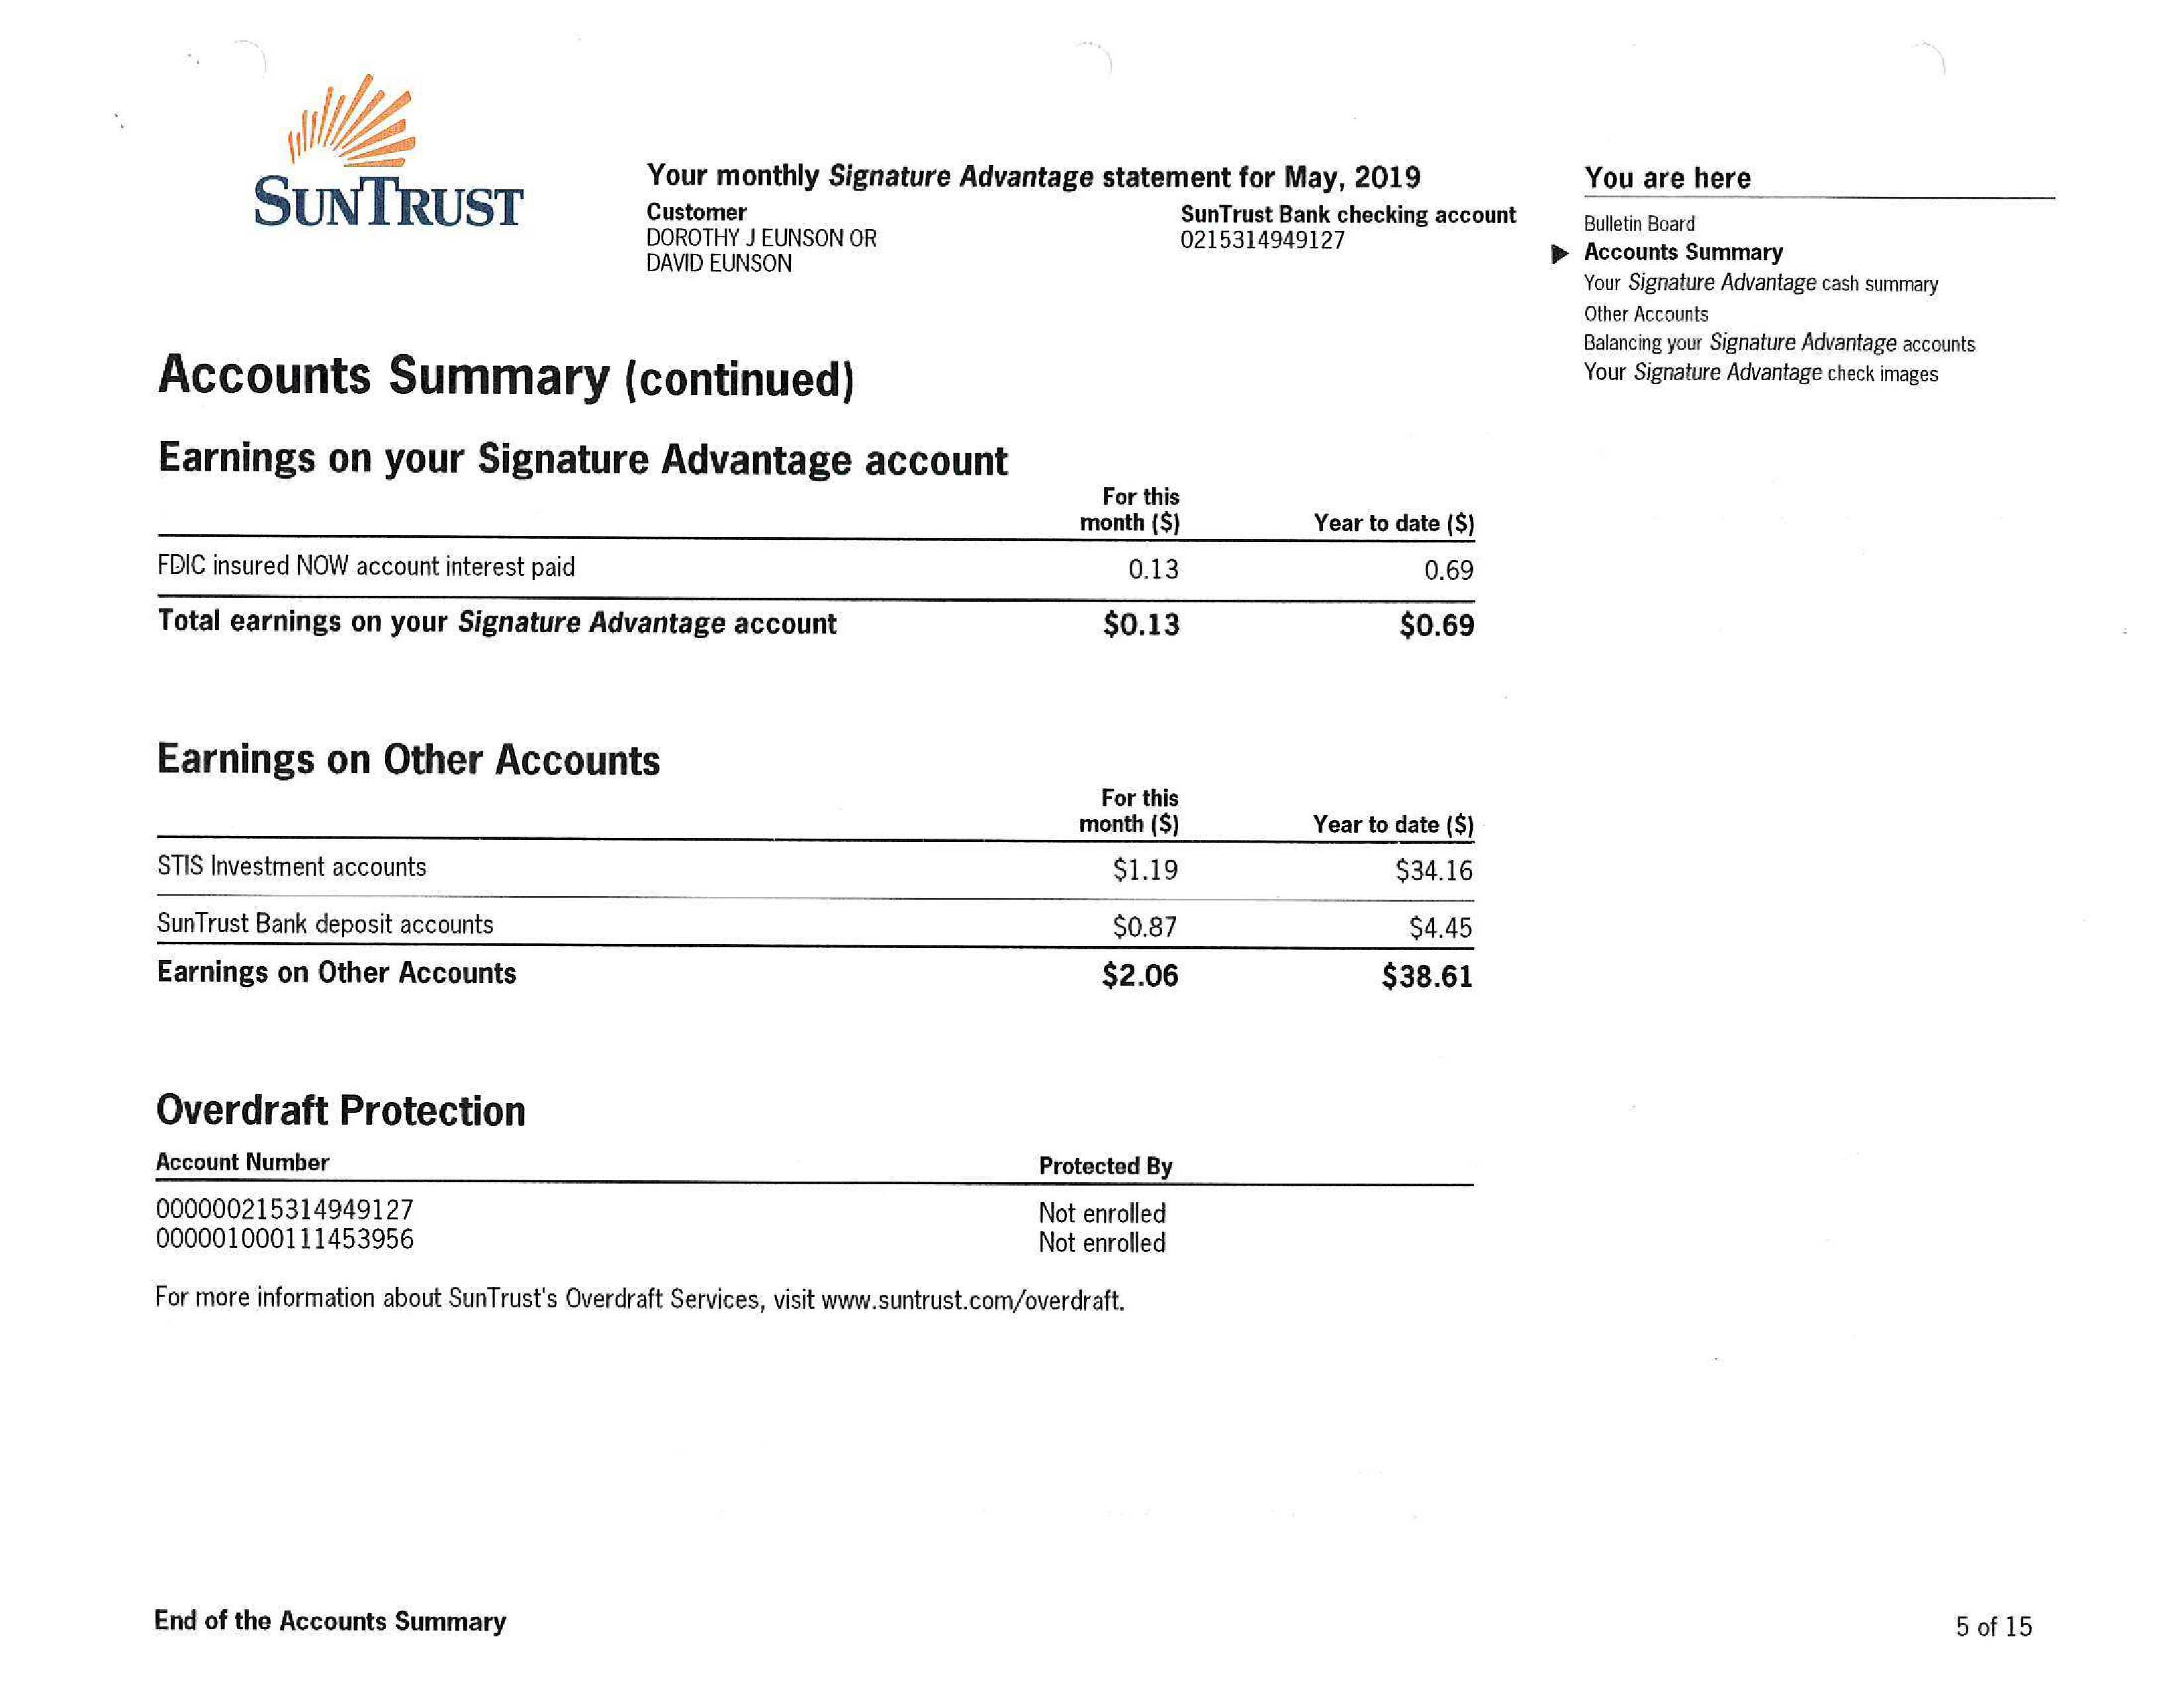 SUNTRUST
Your monthly Signature Advantage statement for May, 2019
Customer
DOROTHY J EUNSON OR
DAVID EUNSON
SunTrust Bank checking account
0215314949127
You are here
Bulletin Board
Accounts Summary
Your Signature Advantage cash summary
Other Accounts
Balancing your Signature Advantage accounts
Your Signature Advantage check images
Accounts Summary (continued)
Earnings on your Signature Advantage account
For this
month ($) Year to date ($)
FDIC insured NOW account interest paid 0.13 0.69
Total earnings on your Signature Advantage account $0.13 $0.69
Earnings on Other Accounts
For this
month ($) Year to date ($)
STIS Investment accounts $1.19 $34.16
SunTrust Bank deposit accounts $0.87 $4.45
Earnings on Other Accounts $2.06 $38.61
Overdraft Protection
Account Number Protected By
000000215314949127 Not enrolled
000001000111453956 Not enrolled
For more information about SunTrust's Overdraft Services, visit www.suntrust.com/overdraft.
End of the Accounts Summary 5 of 15